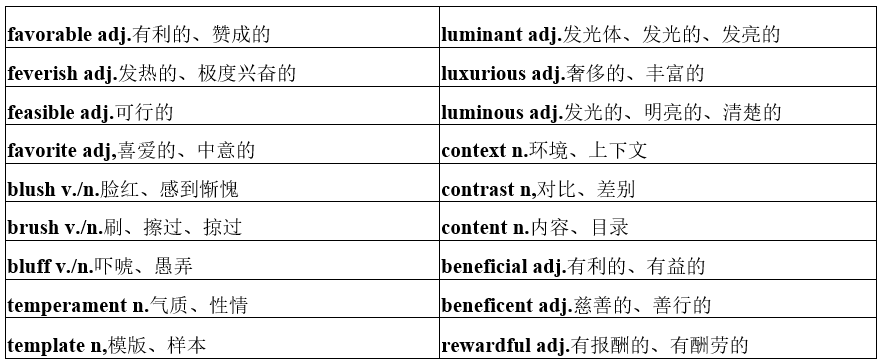 favorable adj.有利的、赞成的
luminant adj.发光体、发光的、发亮的
feverish adj.发热的、极度兴奋的
luxurious adj.奢侈的、丰富的
feasible adj.可行的
luminous adj.发光的、明亮的、清楚的
favorite adj,喜爱的、中意的
context n.环境、上下文
blush v./n.脸红、感到惭愧
contrast n,对比、差别
brush v./n.刷、擦过、掠过
content n.内容、目录
bluff v./n.吓唬、愚弄
beneficial adj.有利的、有益的
temperament n.气质、性情
beneficent adj.慈善的、善行的
template n,模版、样本
rewardful adj.有报酬的、有酬劳的